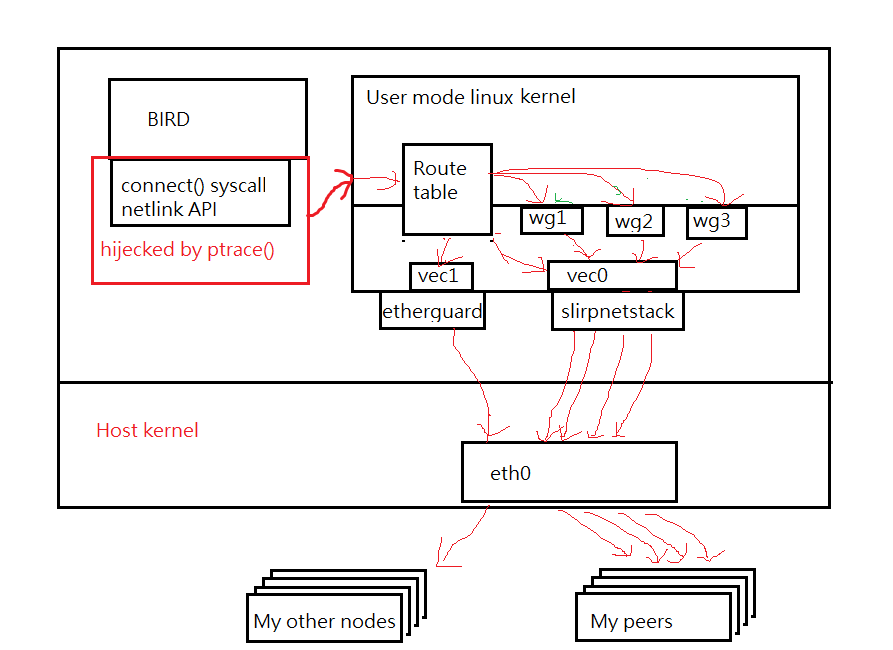 BIRD
connect() syscall
netlink API
hijecked by ptrace()
User mode linux kernel
Route
table
wg1
wg2
wg3
vec1
vec0
etherguard
slirpnetstack
Host kernel
eth0
My other nodes
My peers